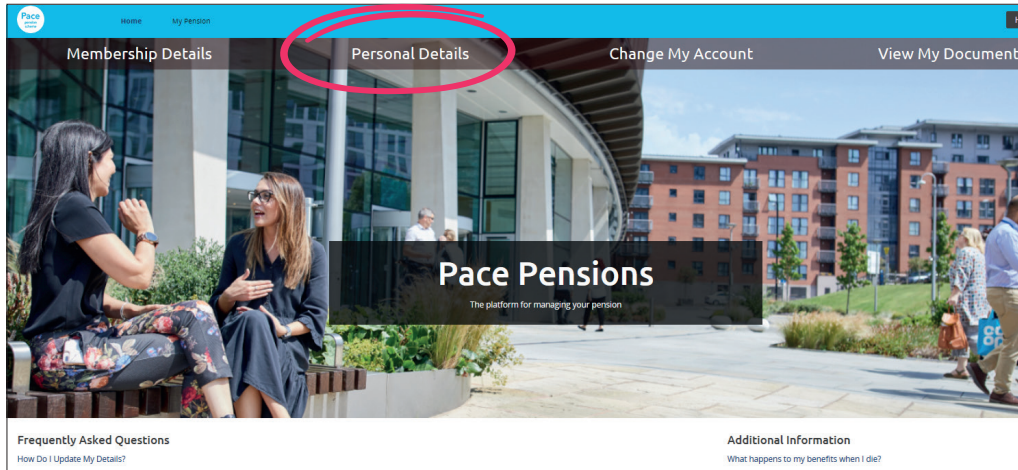 Pace
pension
scheme
Home
My Pension
H
Membership Details
Personal Details
Change My Account
View My Document
Pace Pensions
The platform for managing your pension
Frequently Asked Questions
Additional Information
How Do I Update My Details?
What happens to my benefits when I die?